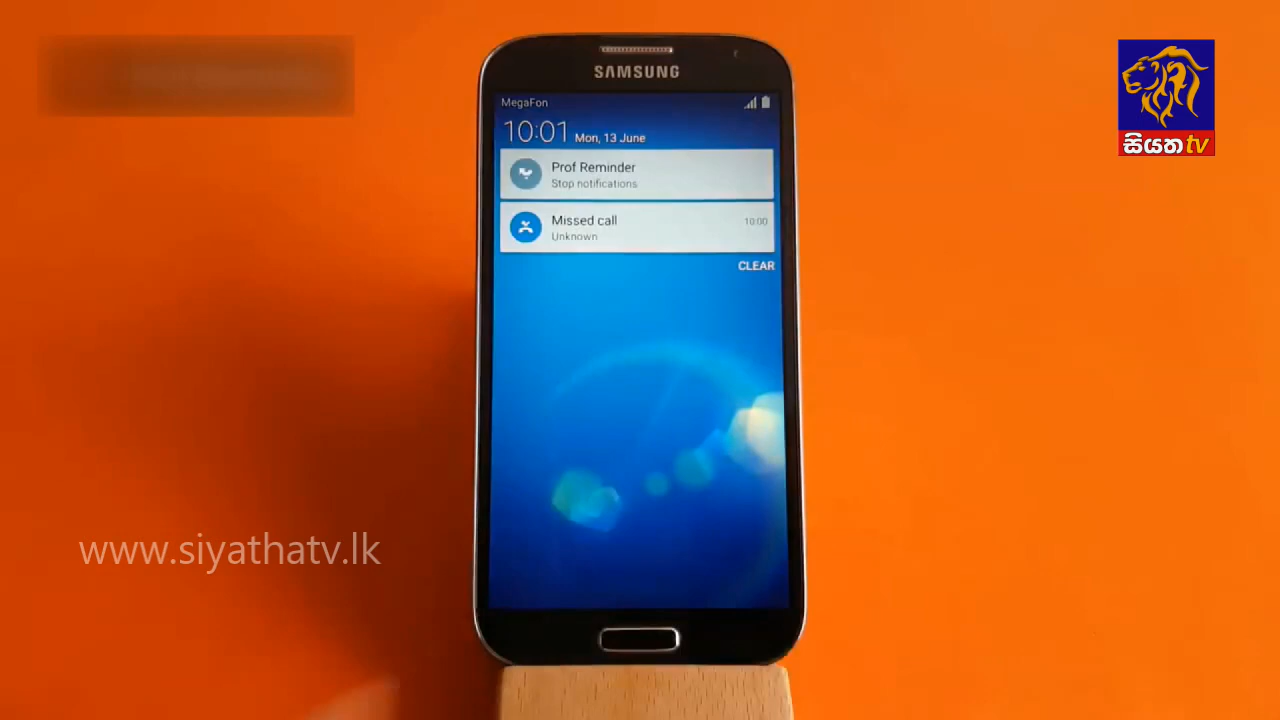 SAMSUNG
MegaFon
10:01 Mon, 13 June
Prof Reminder
Stop notifications
Missed call
10:00
Unknown
CLEAR
සියත tv
www.siyathatv.lk